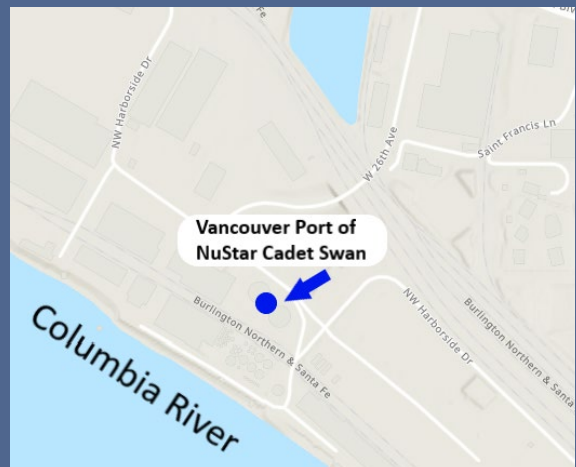 NW Harborside Dr
W 26th Ave
Saint Francis Ln
Vancouver Port of
NuStar Cadet Swan
Burlington Northern & Santa Fe
NW Harborside Dr
Burlington Northern & Santa
Columbia River